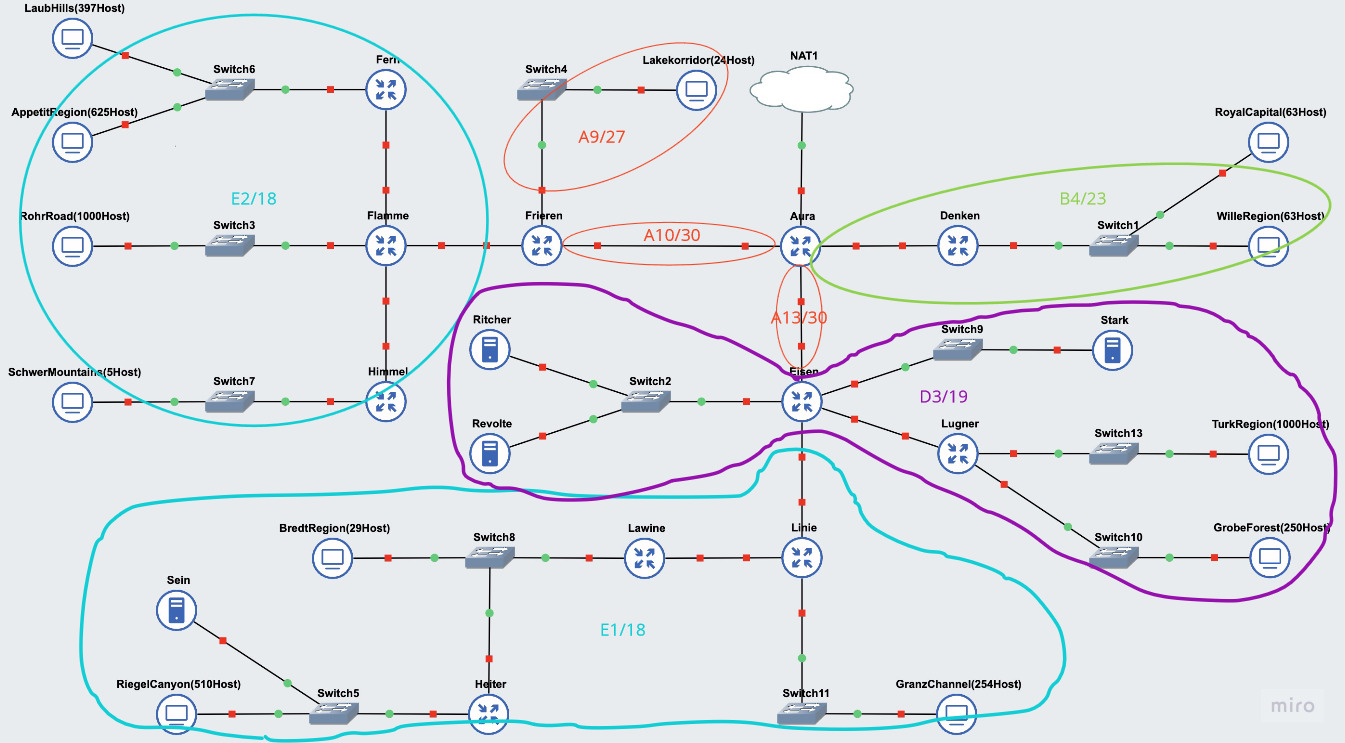 LaubHills(397Host)
Switch6
Fern
Switch4
Lakekorridor(24Host)
NAT1
AppetitRegion(625Host)
A9/27
RoyalCapital(63Host)
E2/18
B4/23
RohrRoad(1000Host)
Switch3
Flamme
Frieren
A10/30
Aura
Denken
Switch1
WilleRegion(63Host)
A13/30
Ritcher
Switch9
Stark
SchwerMountains(5Host)
Switch7
Himmel
Switch2
Eisen
D3/19
Revolte
Lugner
Switch13
TurkRegion(1000Host)
BredtRegion(29Host)
Switch8
Lawine
Linie
Switch10
GrobeForest(250Host)
Sein
E1/18
RiegelCanyon(510Host)
Switch5
Heiter
Switch11
GranzChannel(254Host)
miro